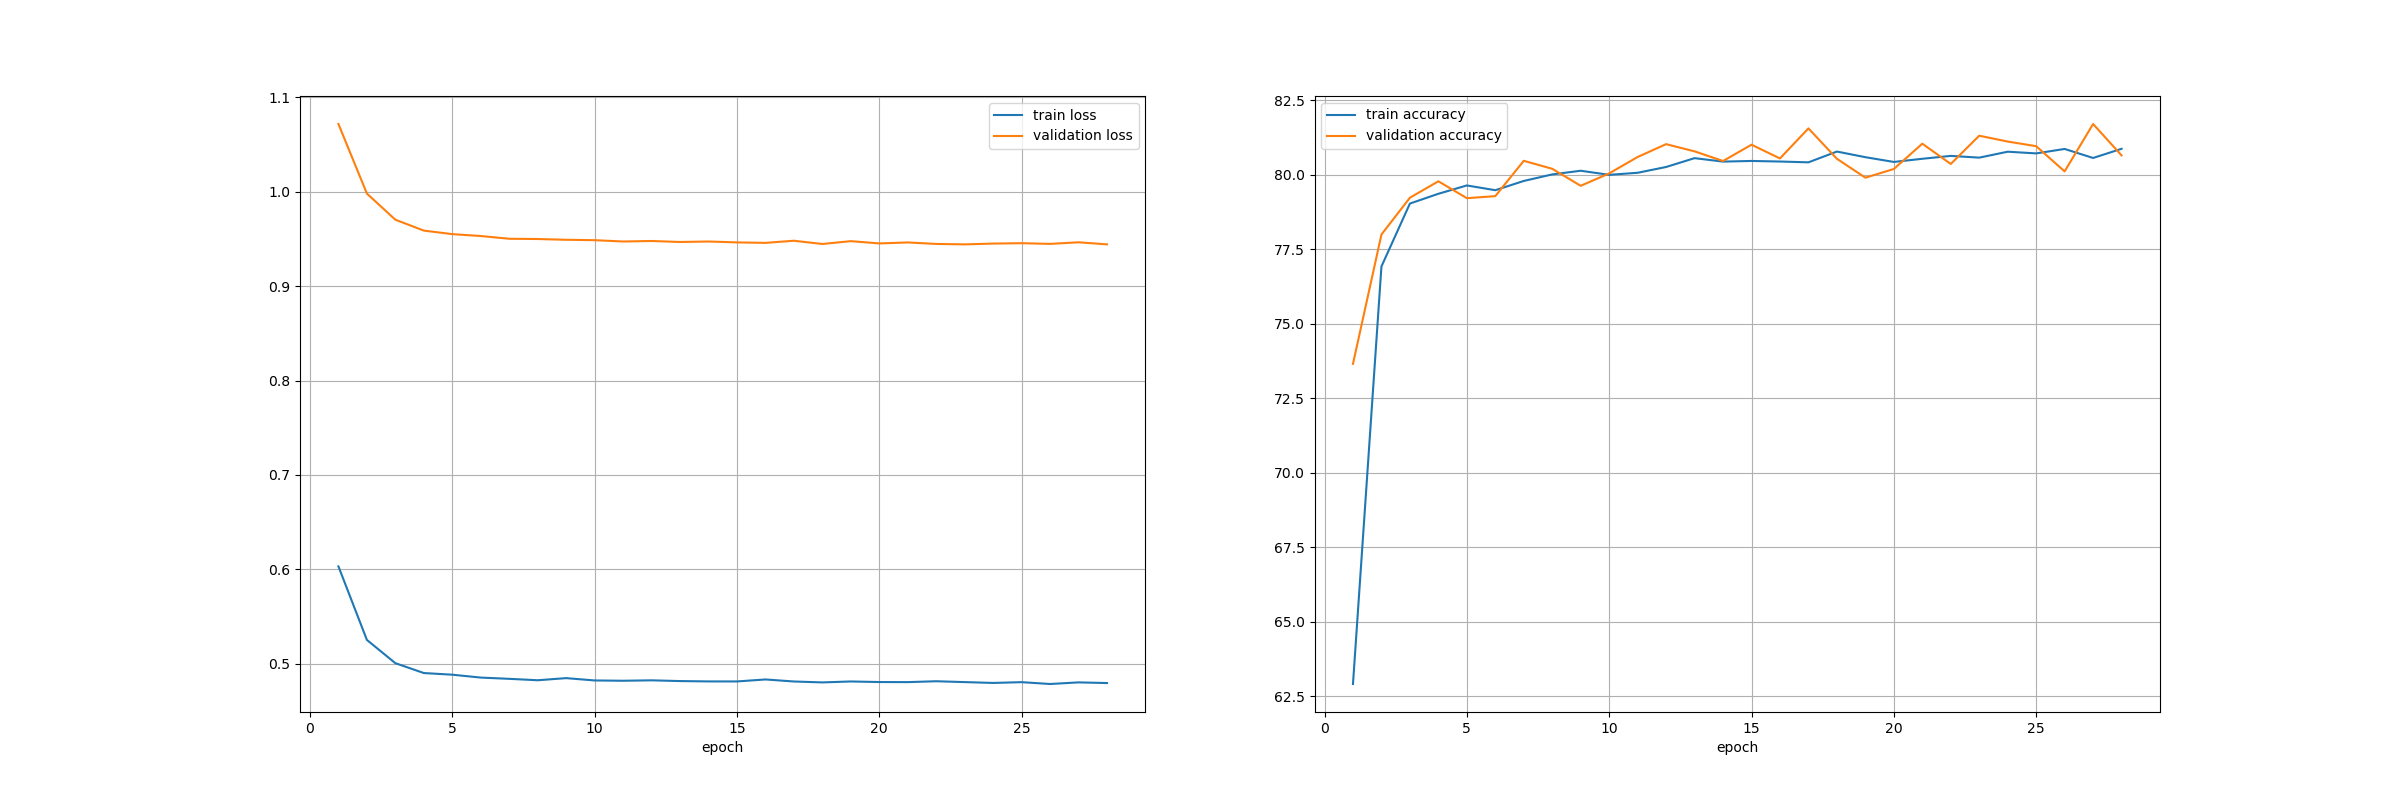 1.1
1.0
0.9
0.8
0.7
0.6
0.5
0 5 10 15 20 25
epoch
train loss
validation loss
82.5
80.0
77.5
75.0
72.5
70.0
67.5
65.0
62.5
0 5 10 15 20 25
epoch
train accuracy
validation accuracy